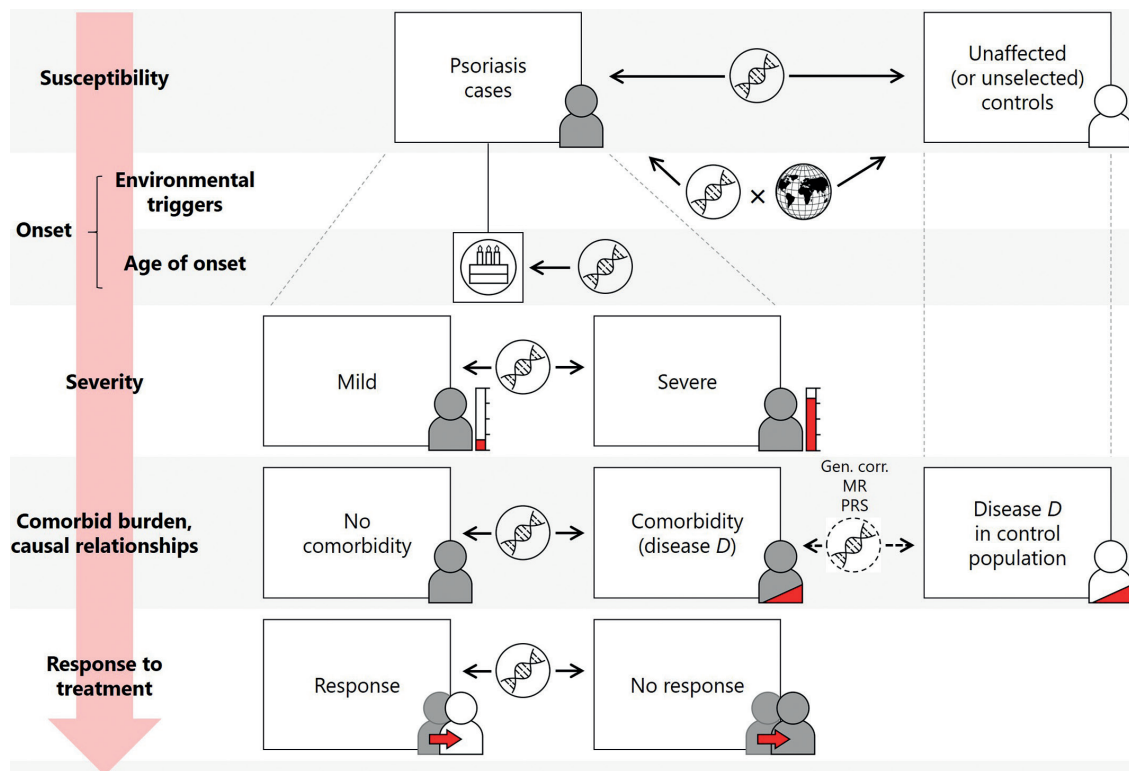 Susceptibility
Psoriasis
cases
Unaffected
(or unselected)
controls
Onset
Environmental
triggers
×
Age of onset
Severity
Mild
Severe
Comorbid burden,
causal relationships
No
comorbidity
Comorbidity
(disease D)
Gen. corr.
MR
PRS
Disease D
in control
population
Response to
treatment
Response
No response